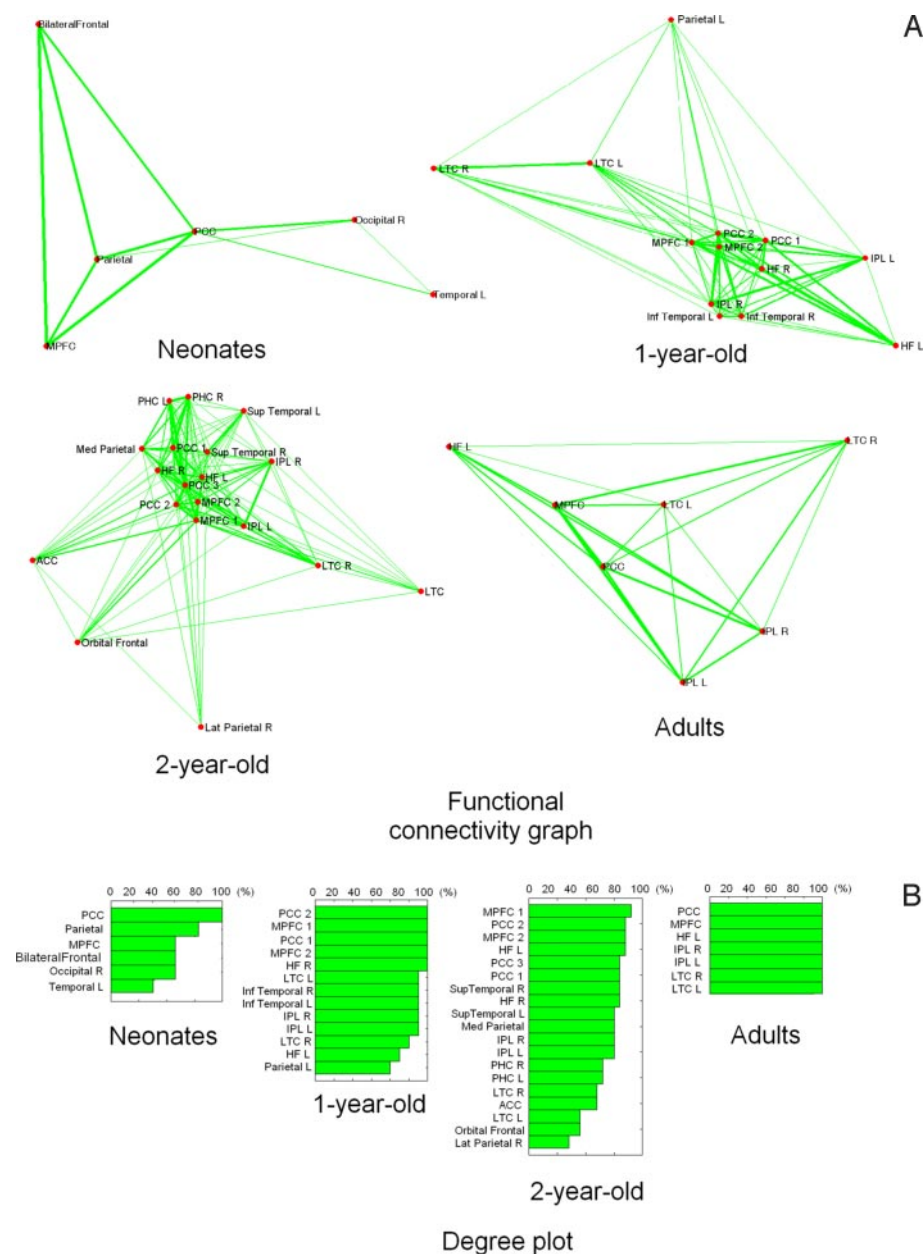 A
BilateralFrontal
PCC
Occipital R
Parietal
Temporal L
MPFC
Neonates
Parietal L
LTC R
LTC L
PCC 2
MPFC 1
PCC 1
MPFC 2
IPL L
HF R
IPL R
Inf Temporal L
Inf Temporal R
HF L
1-year-old
PHC L
PHC R
Sup Temporal L
Med Parietal
PCC 1
Sup Temporal R
IPL R
HF R
HF L
PCC 3
PCC 2
MPFC 2
MPFC 1
IPL L
ACC
LTC R
LTC
Orbital Frontal
Lat Parietal R
2-year-old
HF L
LTC R
MPFC
LTC L
PCC
IPL R
IPL L
Adults
Functional
connectivity graph
B
0 20 40 60 80 100 (%)
PCC
Parietal
MPFC
BilateralFrontal
Occipital R
Temporal L
Neonates
0 20 40 60 80 100 (%)
PCC 2
MPFC 1
PCC 1
MPFC 2
HF R
LTC L
Inf Temporal R
Inf Temporal L
IPL R
IPL L
LTC R
HF L
Parietal L
1-year-old
0 20 40 60 80 100 (%)
MPFC 1
PCC 2
MPFC 2
HF L
PCC 3
PCC 1
SupTemporal R
HF R
SupTemporal L
Med Parietal
IPL R
IPL L
PHC R
PHC L
LTC R
ACC
LTC L
Orbital Frontal
Lat Parietal R
2-year-old
0 20 40 60 80 100 (%)
PCC
MPFC
HF L
IPL R
IPL L
LTC R
LTC L
Adults
Degree plot